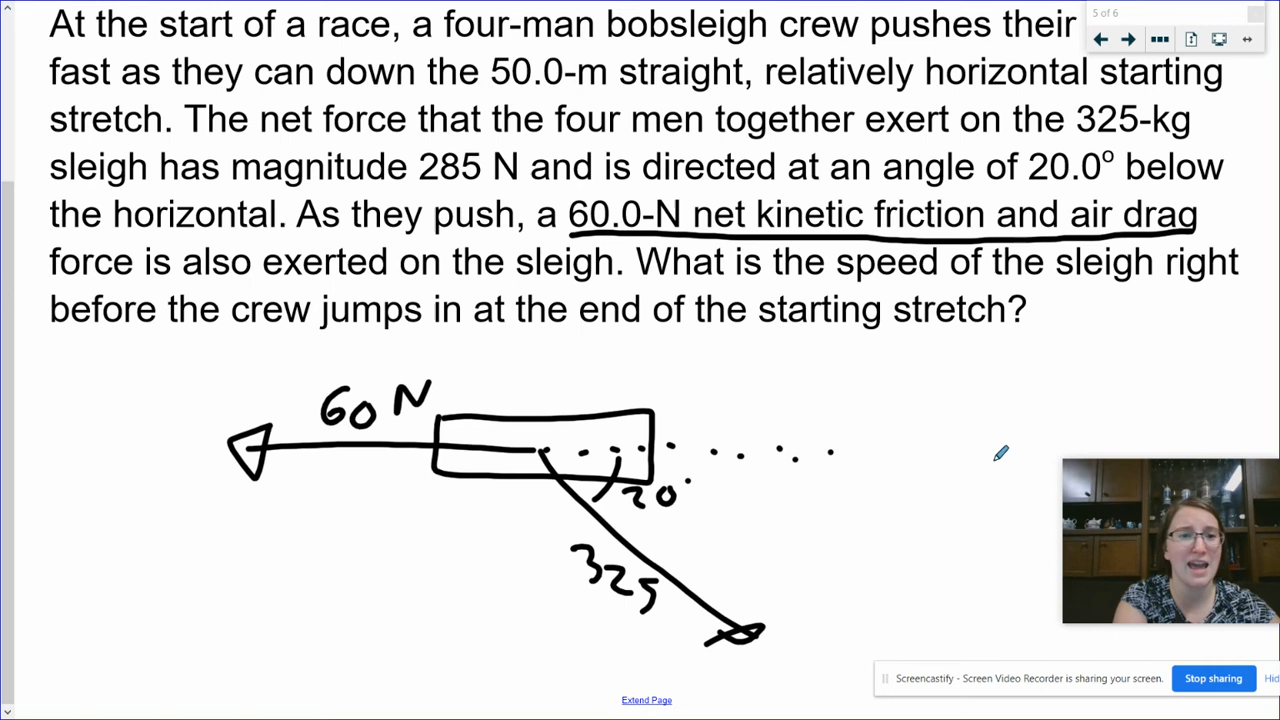 At the start of a race, a four-man bobsleigh crew pushes their
5 of 6
fast as they can down the 50.0-m straight, relatively horizontal starting
stretch. The net force that the four men together exert on the 325-kg
sleigh has magnitude 285 N and is directed at an angle of 20.0° below
the horizontal. As they push, a 60.0-N net kinetic friction and air drag
force is also exerted on the sleigh. What is the speed of the sleigh right
before the crew jumps in at the end of the starting stretch?
60 N
20°
325
Screencastify - Screen Video Recorder is sharing your screen.
Stop sharing
Hid
Extend Page